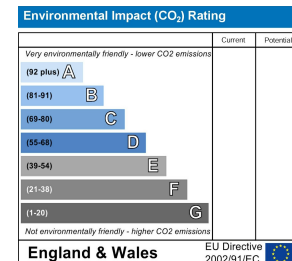 Environmental Impact (CO₂) Rating
Current Potential
Very environmentally friendly - lower CO2 emissions
(92 plus) A
(81-91) B
(69-80) C
(55-68) D
(39-54) E
(21-38) F
(1-20) G
Not environmentally friendly - higher CO2 emissions
England & Wales
EU Directive
2002/91/EC